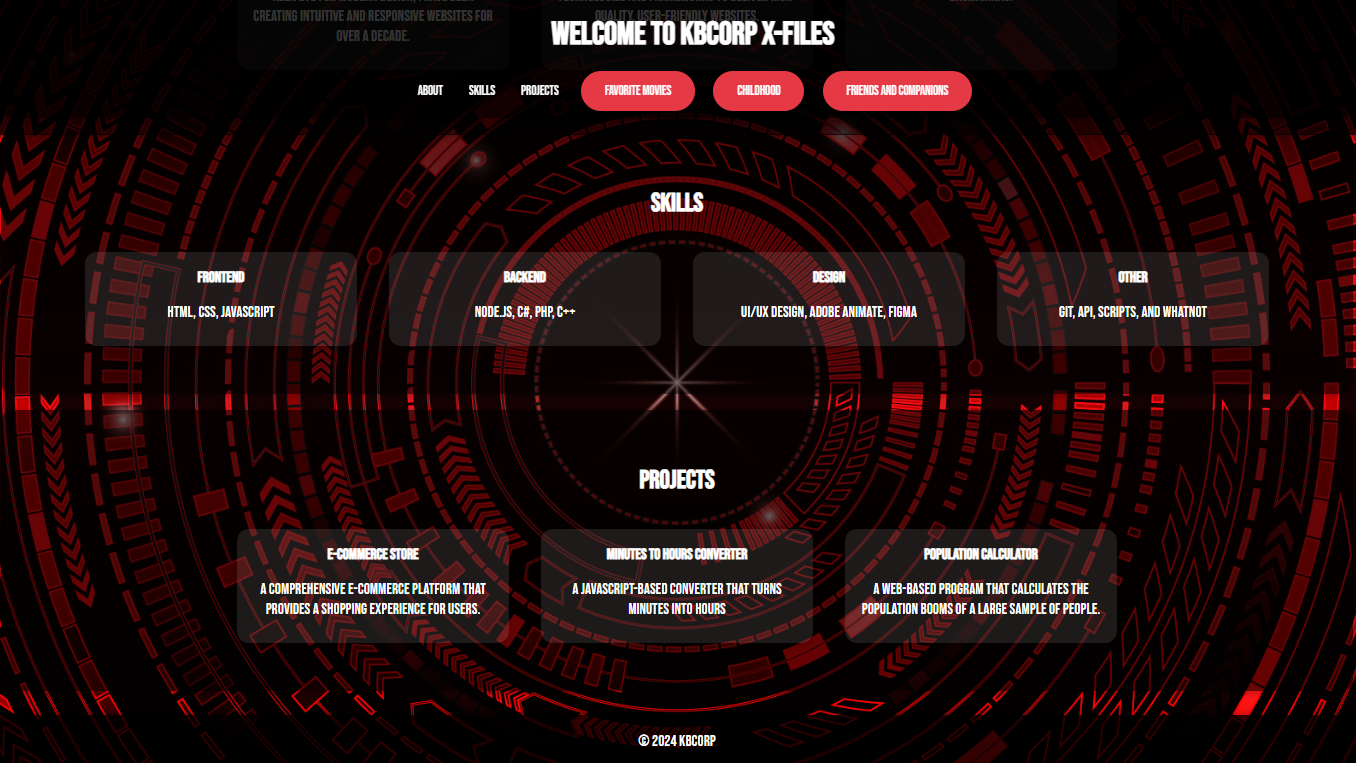 CREATING INTUITIVE AND RESPONSIVE WEBSITES FOR
OVER A DECADE.
QUALITY, USER-FRIENDLY WEBSITES.
WELCOME TO KBCORP X-FILES
ABOUT
SKILLS
PROJECTS
FAVORITE MOVIES
CHILDHOOD
FRIENDS AND COMPANIONS
SKILLS
FRONTEND
HTML, CSS, JAVASCRIPT
BACKEND
NODE.JS, C#, PHP, C++
DESIGN
UI/UX DESIGN, ADOBE ANIMATE, FIGMA
OTHER
GIT, API, SCRIPTS, AND WHATNOT
PROJECTS
E-COMMERCE STORE
A COMPREHENSIVE E-COMMERCE PLATFORM THAT
PROVIDES A SHOPPING EXPERIENCE FOR USERS.
MINUTES TO HOURS CONVERTER
A JAVASCRIPT-BASED CONVERTER THAT TURNS
MINUTES INTO HOURS
POPULATION CALCULATOR
A WEB-BASED PROGRAM THAT CALCULATES THE
POPULATION BOOMS OF A LARGE SAMPLE OF PEOPLE.
© 2024 KBCORP